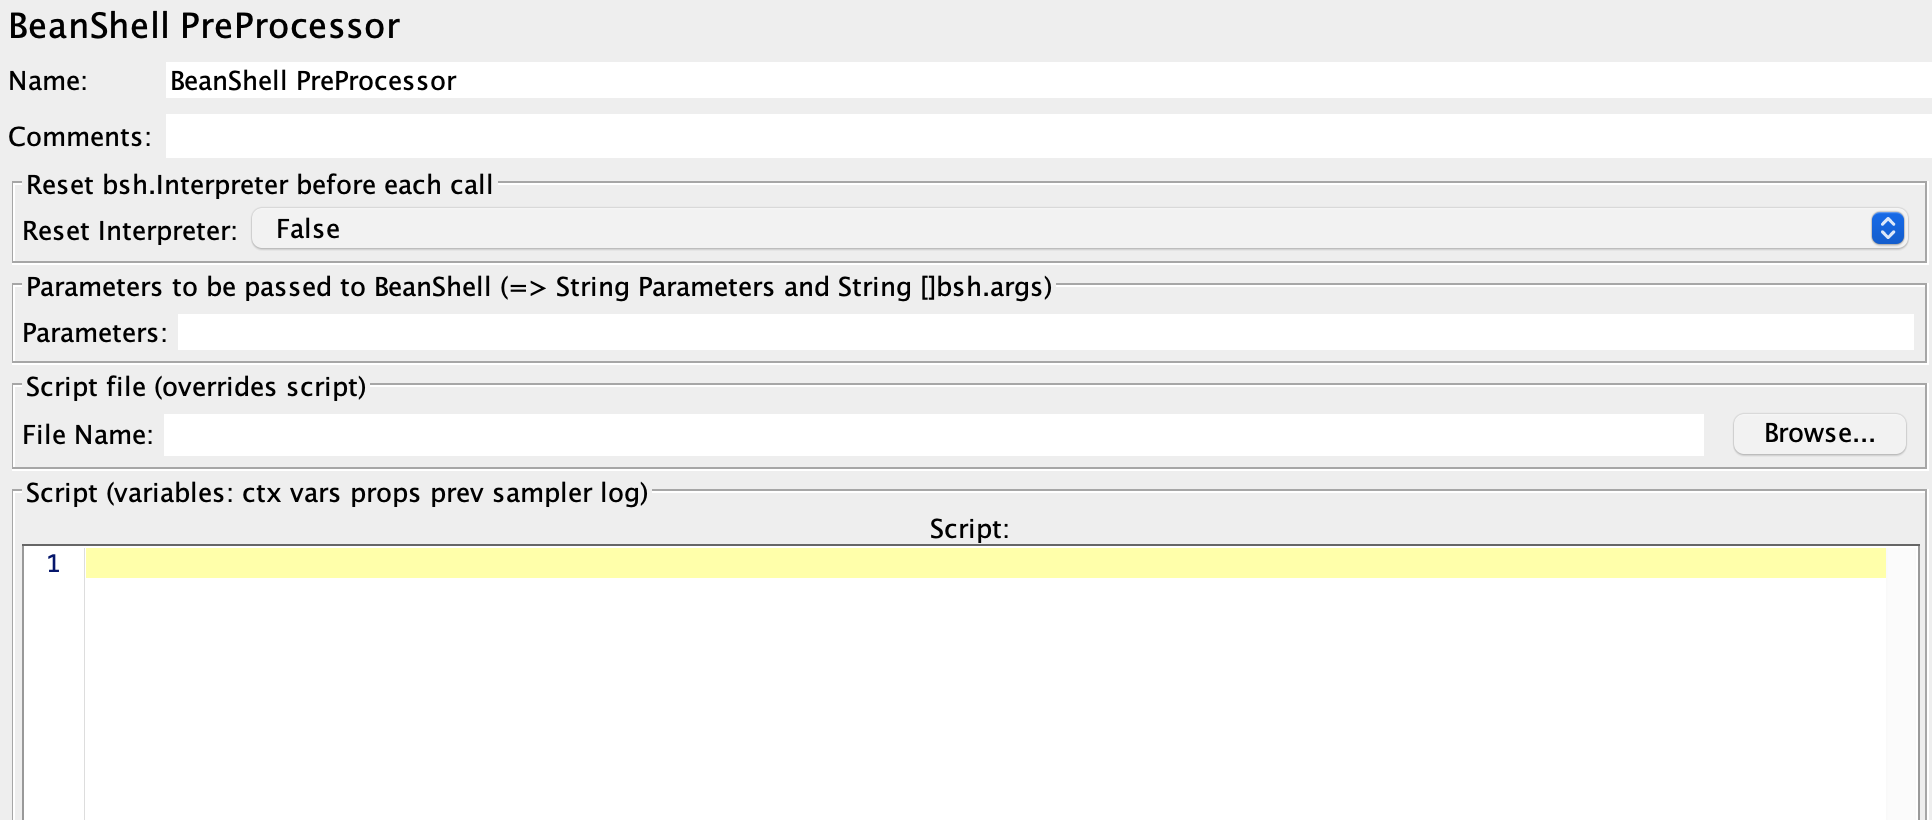 BeanShell PreProcessor
Name: BeanShell PreProcessor
Comments:
Reset bsh.Interpreter before each call
Reset Interpreter: False
Parameters to be passed to BeanShell (=> String Parameters and String []bsh.args)
Parameters:
Script file (overrides script)
File Name: Browse...
Script (variables: ctx vars props prev sampler log)
Script:
1